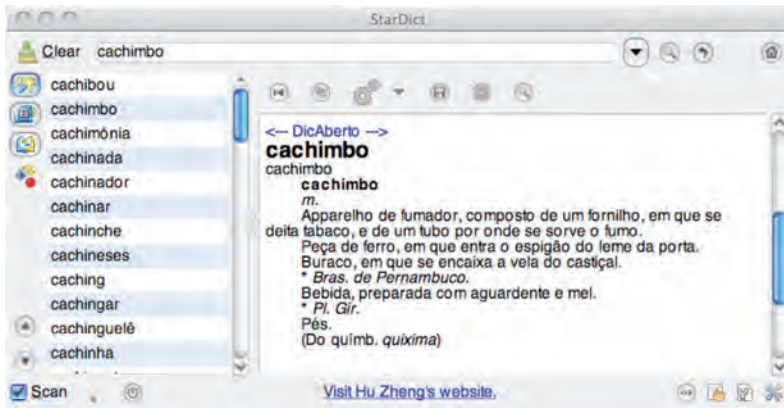 StarDict
Clear cachimbo
cachibou
cachimbo
cachimónia
cachinada
cachinador
cachinar
cachinche
cachineses
caching
cachingar
cachinguelê
cachinha
<--- DicAberto --->
cachimbo
cachimbo
cachimbo
m.
Apparelho de fumador, composto de um fornilho, em que se
deita tabaco, e de um tubo por onde se sorve o fumo.
Peça de ferro, em que entra o espigão do leme da porta.
Buraco, em que se encaixa a vela do castiçal.
* Bras. de Pernambuco.
Bebida, preparada com aguardente e mel.
* Pl. Gír.
Pés.
(Do quimb. quixima)
Scan
Visit Hu Zheng's website.